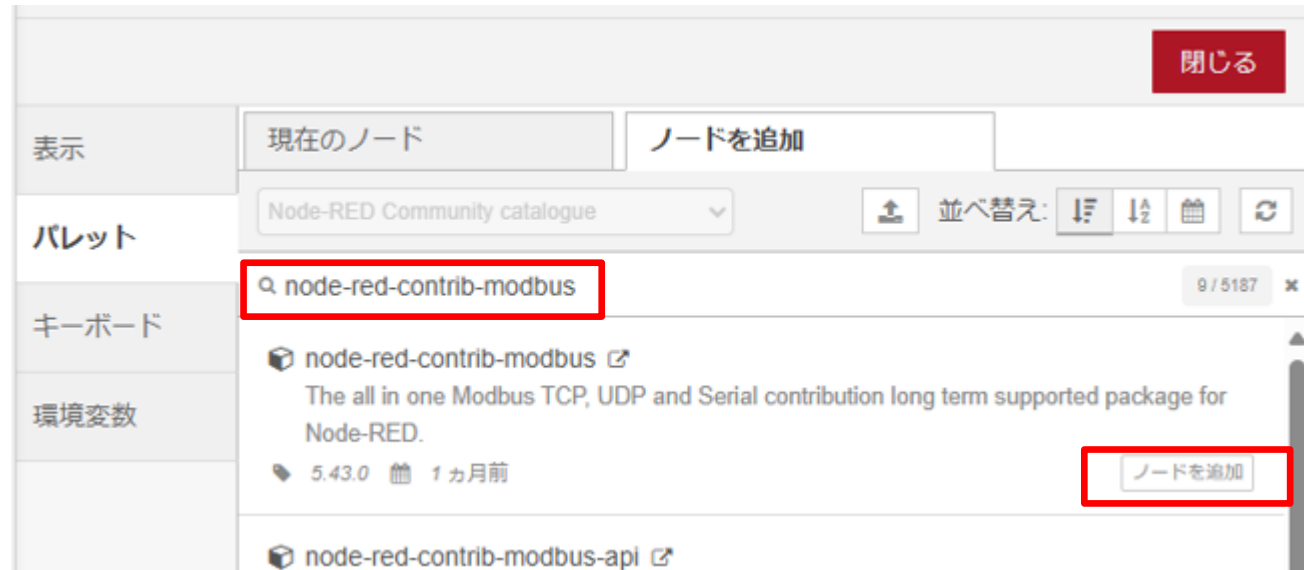 閉じる
表示
パレット
キーボード
環境変数
現在のノード
ノードを追加
Node-RED Community catalogue
並べ替え:
node-red-contrib-modbus
9 / 5187
node-red-contrib-modbus
The all in one Modbus TCP, UDP and Serial contribution long term supported package for
Node-RED.
5.43.0 1 ヵ月前
ノードを追加
node-red-contrib-modbus-api